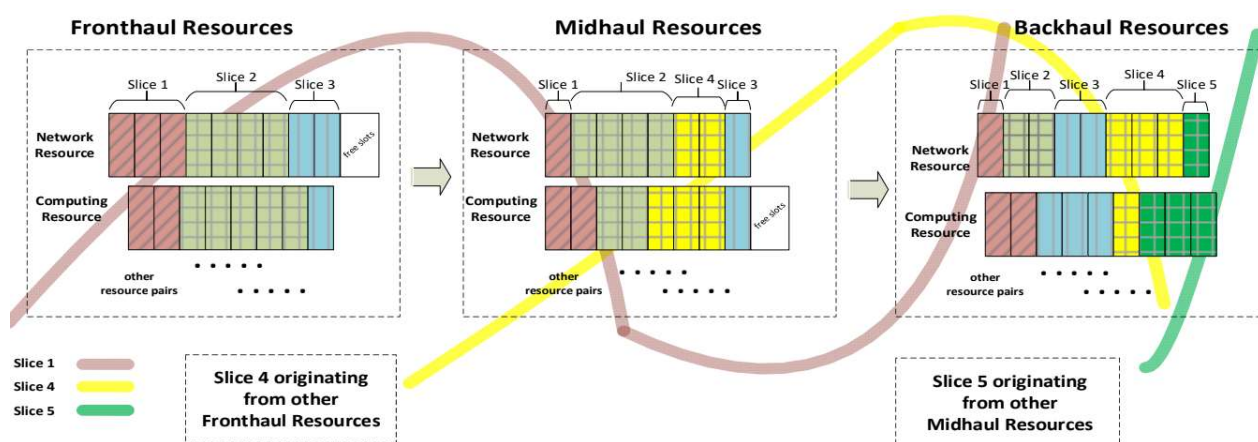 Fronthaul Resources
Slice 1
Slice 2
Slice 3
Network
Resource
free slots
Computing
Resource
other
resource pairs
Midhaul Resources
Slice 1
Slice 2
Slice 4
Slice 3
Network
Resource
Computing
Resource
free slots
other
resource pairs
Backhaul Resources
Slice 1
Slice 2
Slice 3
Slice 4
Slice 5
Network
Resource
Computing
Resource
other
resource pairs
Slice 1
Slice 4
Slice 5
Slice 4 originating
from other
Fronthaul Resources
Slice 5 originating
from other
Midhaul Resources